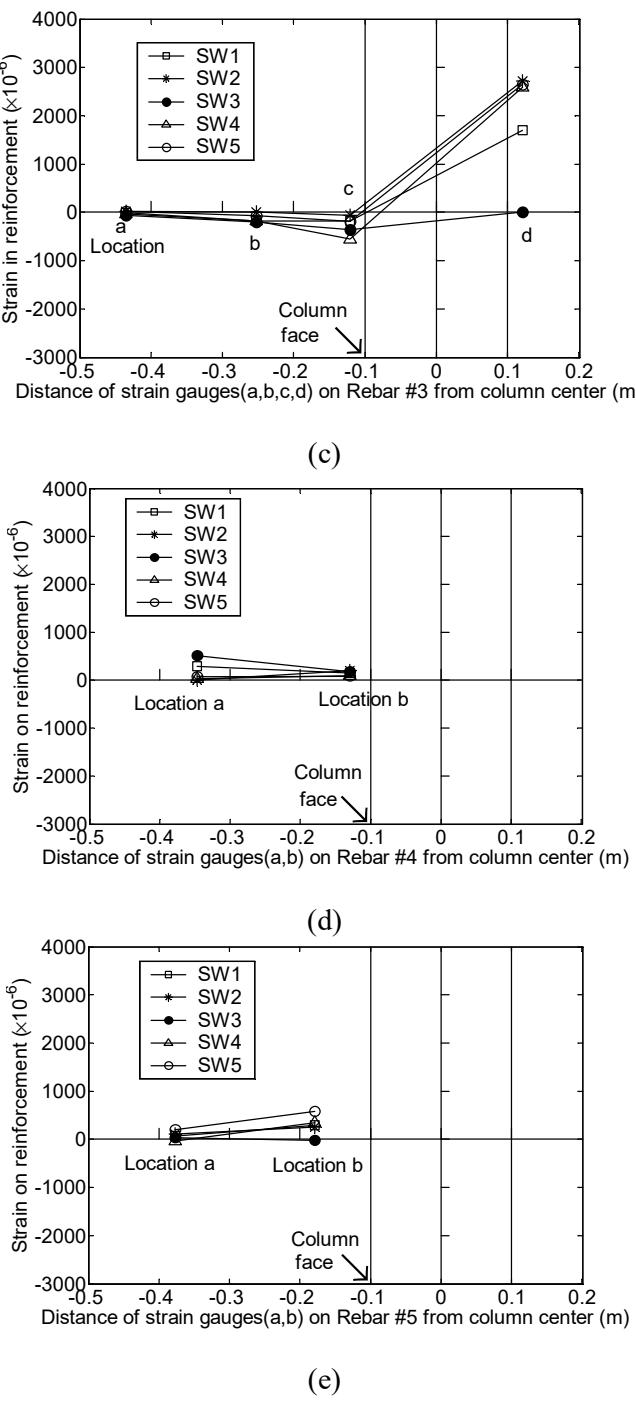 4000
SW1
3000
SW2
SW3
2000
SW4
SW5
1000
c
0
a
Location
b
d
-1000
Column
-2000
face
-3000
-0.5 -0.4 -0.3 -0.2 -0.1 0 0.1 0.2
Strain in reinforcement (×10-6)
Distance of strain gauges(a,b,c,d) on Rebar #3 from column center (m
(c)
4000
SW1
SW2
3000
SW3
SW4
2000
SW5
1000
0
Location a Location b
-1000
Column
-2000
face
-3000
-0.5 -0.4 -0.3 -0.2 -0.1 0 0.1 0.2
Strain on reinforcement (×10-6)
Distance of strain gauges(a,b) on Rebar #4 from column center (m)
(d)
4000
SW1
3000
SW2
SW3
2000
SW4
SW5
1000
0
Location a Location b
-1000
-2000
Column
face
-3000
-0.5 -0.4 -0.3 -0.2 -0.1 0 0.1 0.2
Strain on reinforcement (×10-6)
Distance of strain gauges(a,b) on Rebar #5 from column center (m)
(e)